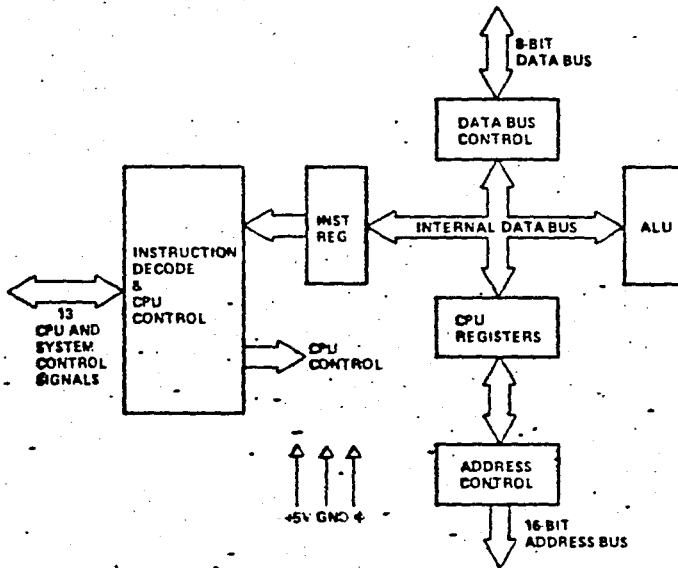 8-BIT
DATA BUS
DATA BUS
CONTROL
INSTRUCTION
DECODE
&
CPU
CONTROL
INST
REG
INTERNAL DATA BUS
ALU
13
CPU AND
SYSTEM
CONTROL
SIGNALS
CPU
CONTROL
CPU
REGISTERS
ADDRESS
CONTROL
+5V GND
16-BIT
ADDRESS BUS